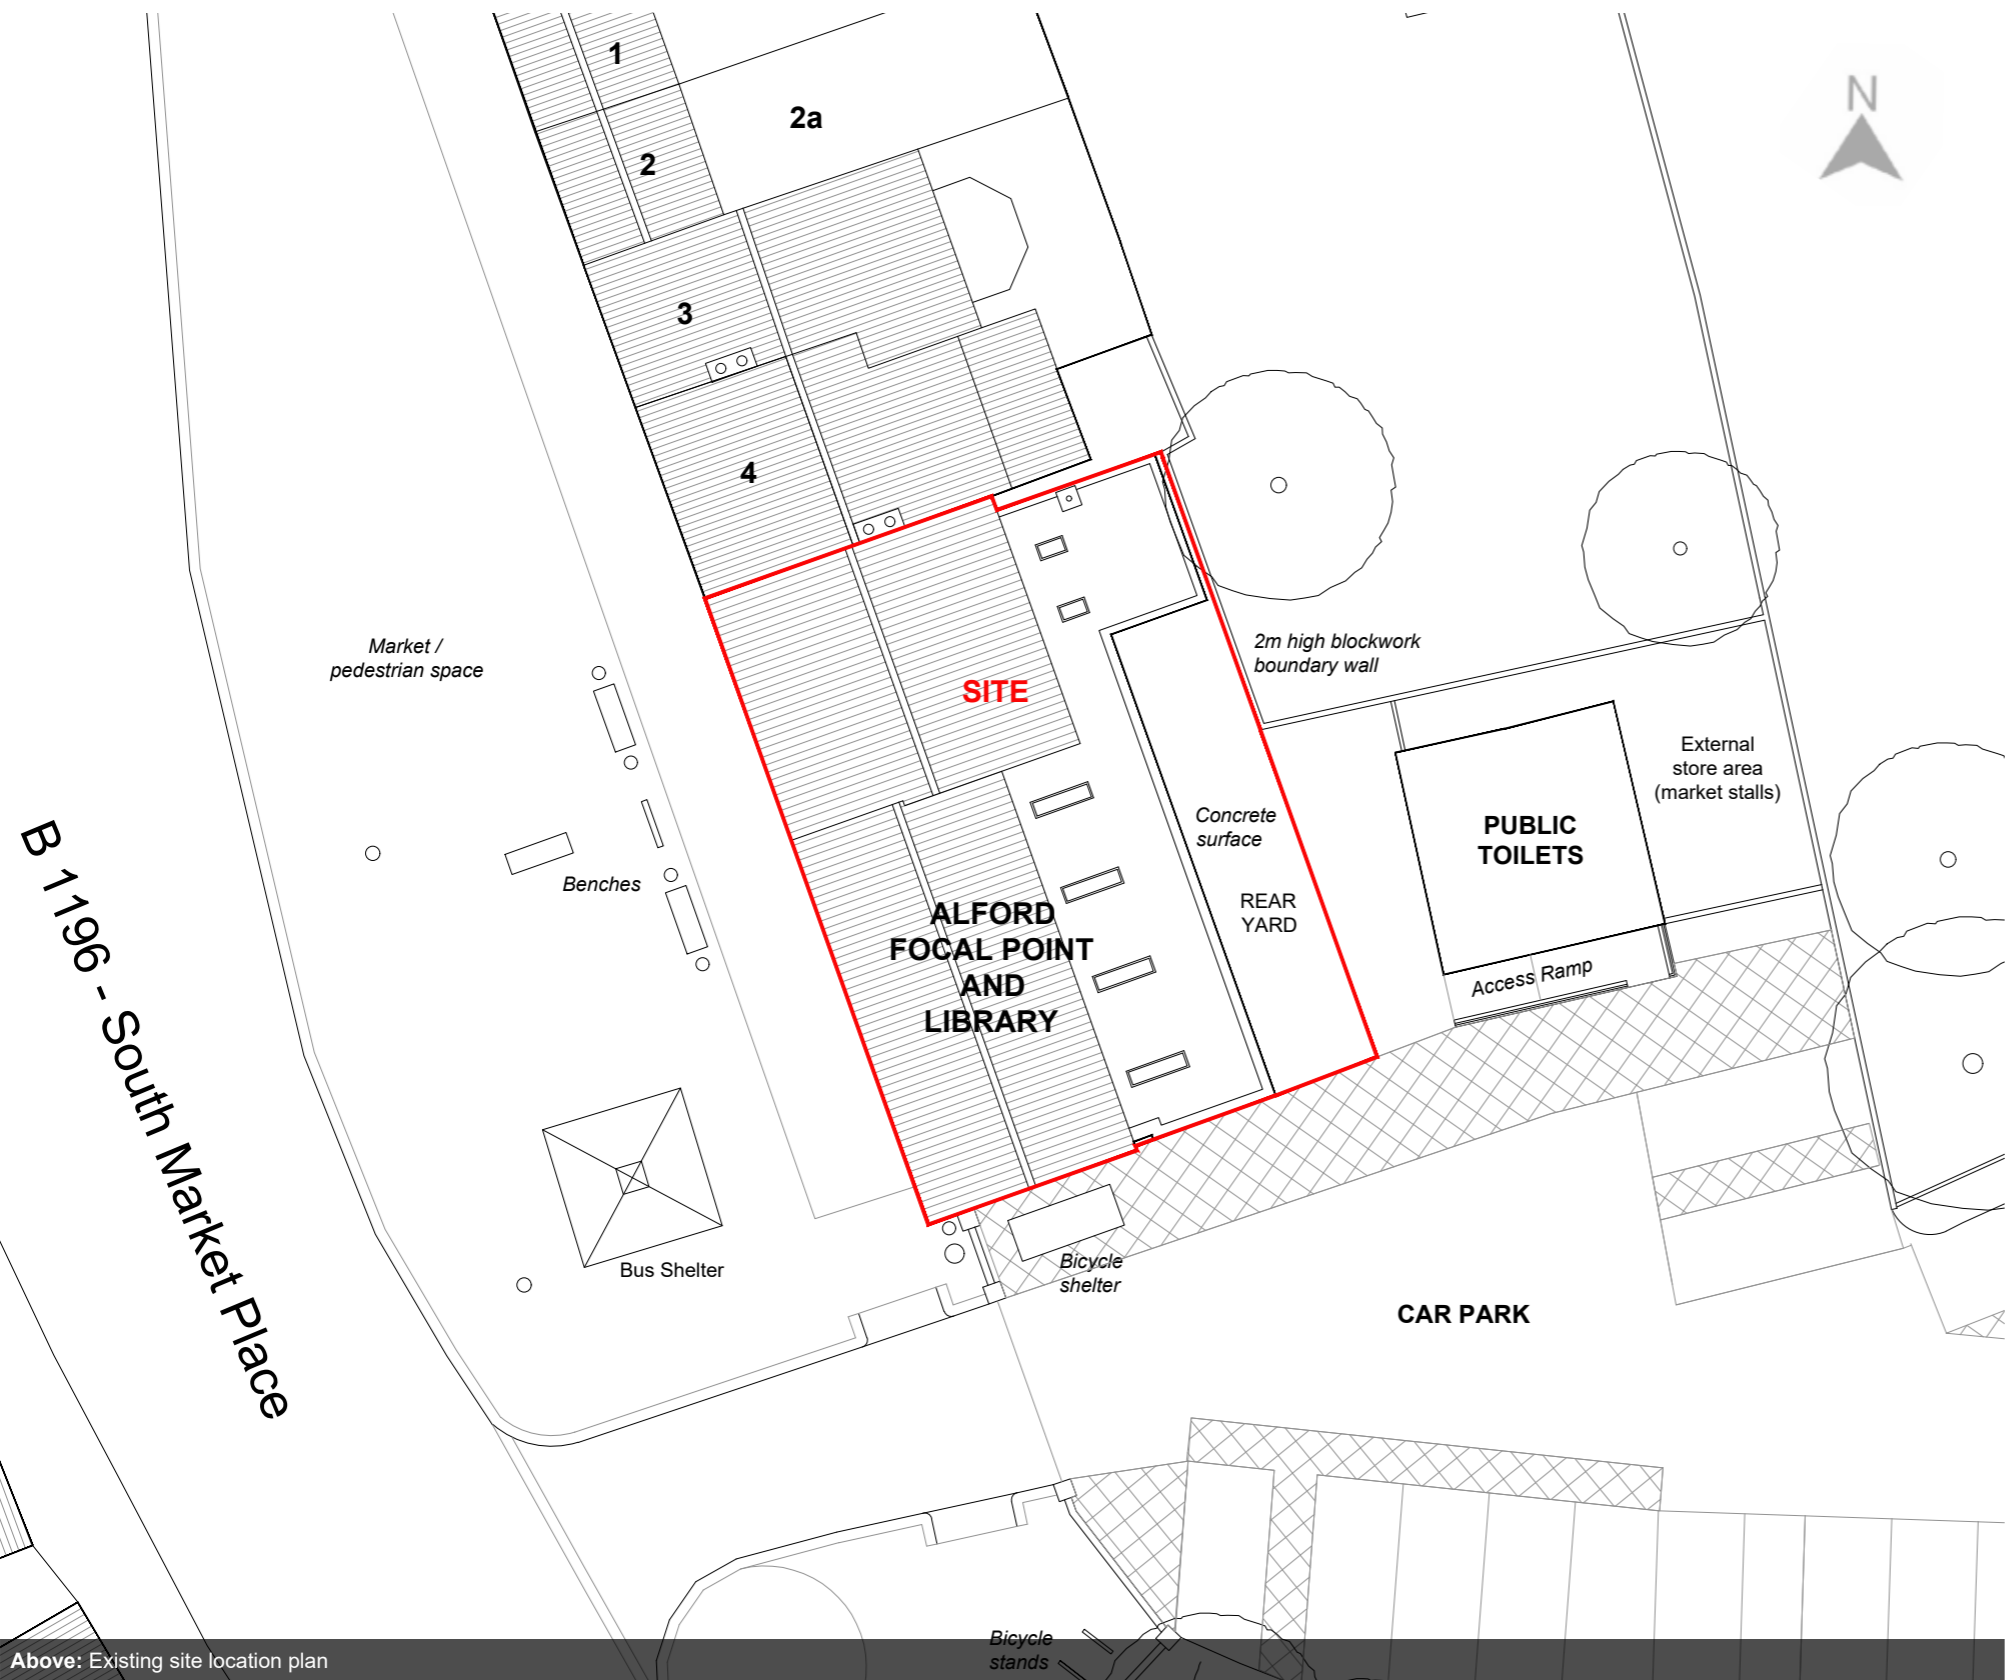 1
N
2a
2
3
4
Market /
pedestrian space
2m high blockwork
boundary wall
SITE
External
store area
(market stalls)
PUBLIC
TOILETS
Concrete
surface
Benches
REAR
YARD
ALFORD
FOCAL POINT
AND
LIBRARY
Access Ramp
B 1196 - South Market Place
Bus Shelter
Bicycle
shelter
CAR PARK
Bicycle
stands
Above: Existing site location plan